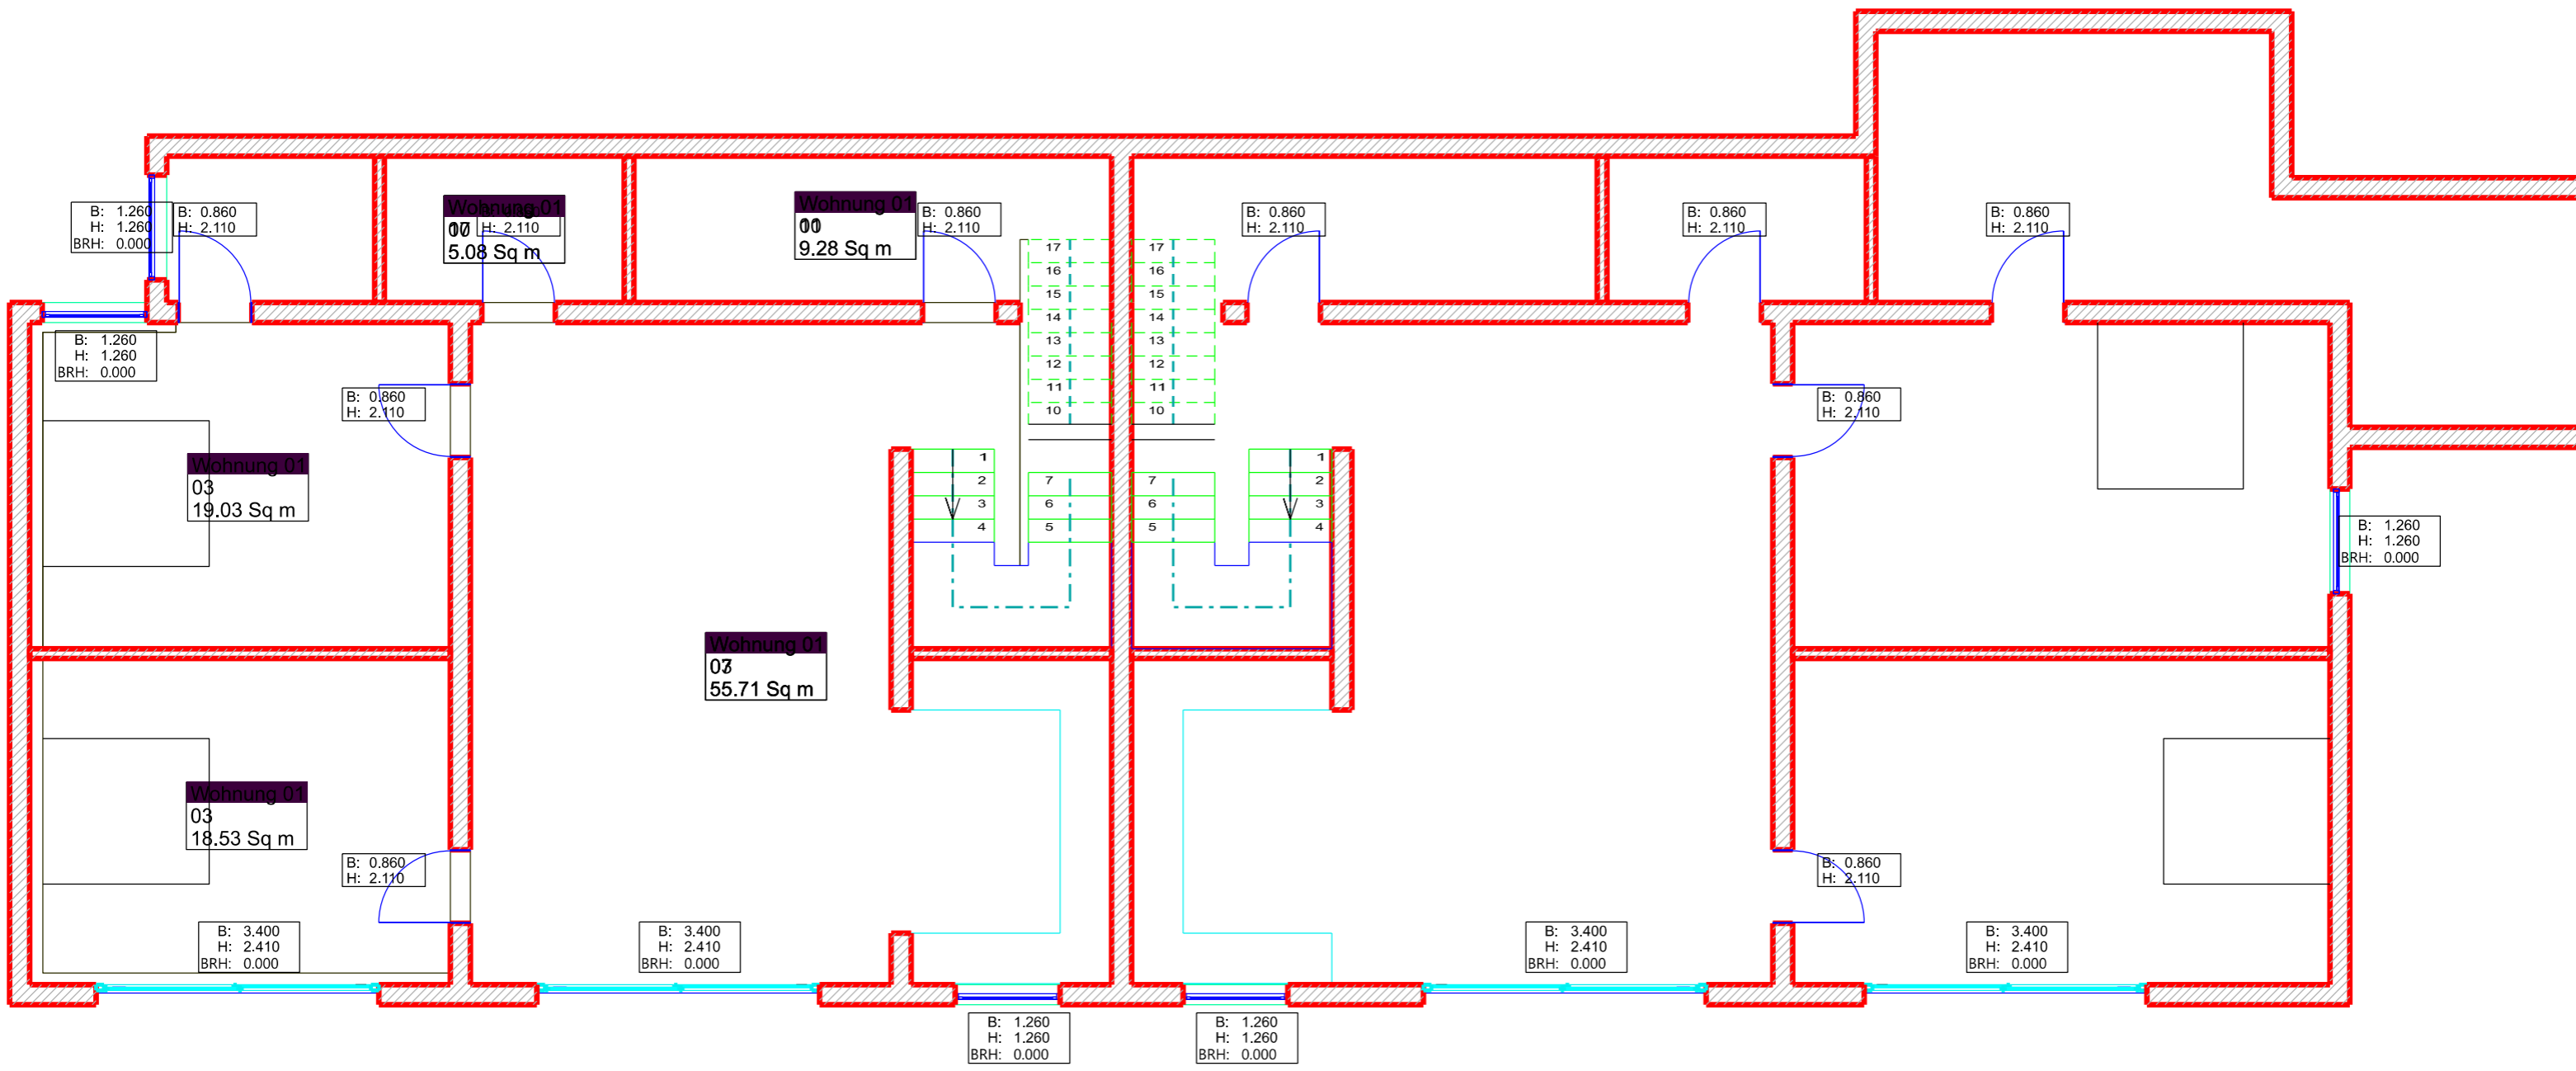 B: 1.260
H: 1.260
BRH: 0.000
B: 0.860
H: 2.110
Wohnung 01
5.08 Sq m
H: 2.110
Wohnung 01
9.28 Sq m
B: 0.860
H: 2.110
B: 0.860
H: 2.110
B: 0.860
H: 2.110
B: 0.860
H: 2.110
17
16
15
14
13
12
11
10
17
16
15
14
13
12
11
10
B: 1.260
H: 1.260
BRH: 0.000
B: 0.860
H: 2.110
B: 0.860
H: 2.110
Wohnung 01
03
19.03 Sq m
1
2
3
4
7
6
5
7
6
5
1
2
3
4
B: 1.260
H: 1.260
BRH: 0.000
Wohnung 01
55.71 Sq m
Wohnung 01
03
18.53 Sq m
B: 0.860
H: 2.110
B: 0.860
H: 2.110
B: 3.400
H: 2.410
BRH: 0.000
B: 3.400
H: 2.410
BRH: 0.000
B: 3.400
H: 2.410
BRH: 0.000
B: 3.400
H: 2.410
BRH: 0.000
B: 1.260
H: 1.260
BRH: 0.000
B: 1.260
H: 1.260
BRH: 0.000